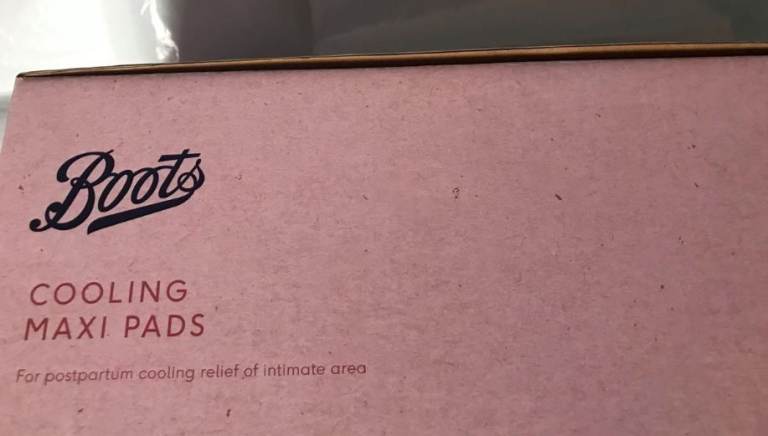 Boots
COOLING
MAXI PADS
For postpartum cooling relief of intimate area